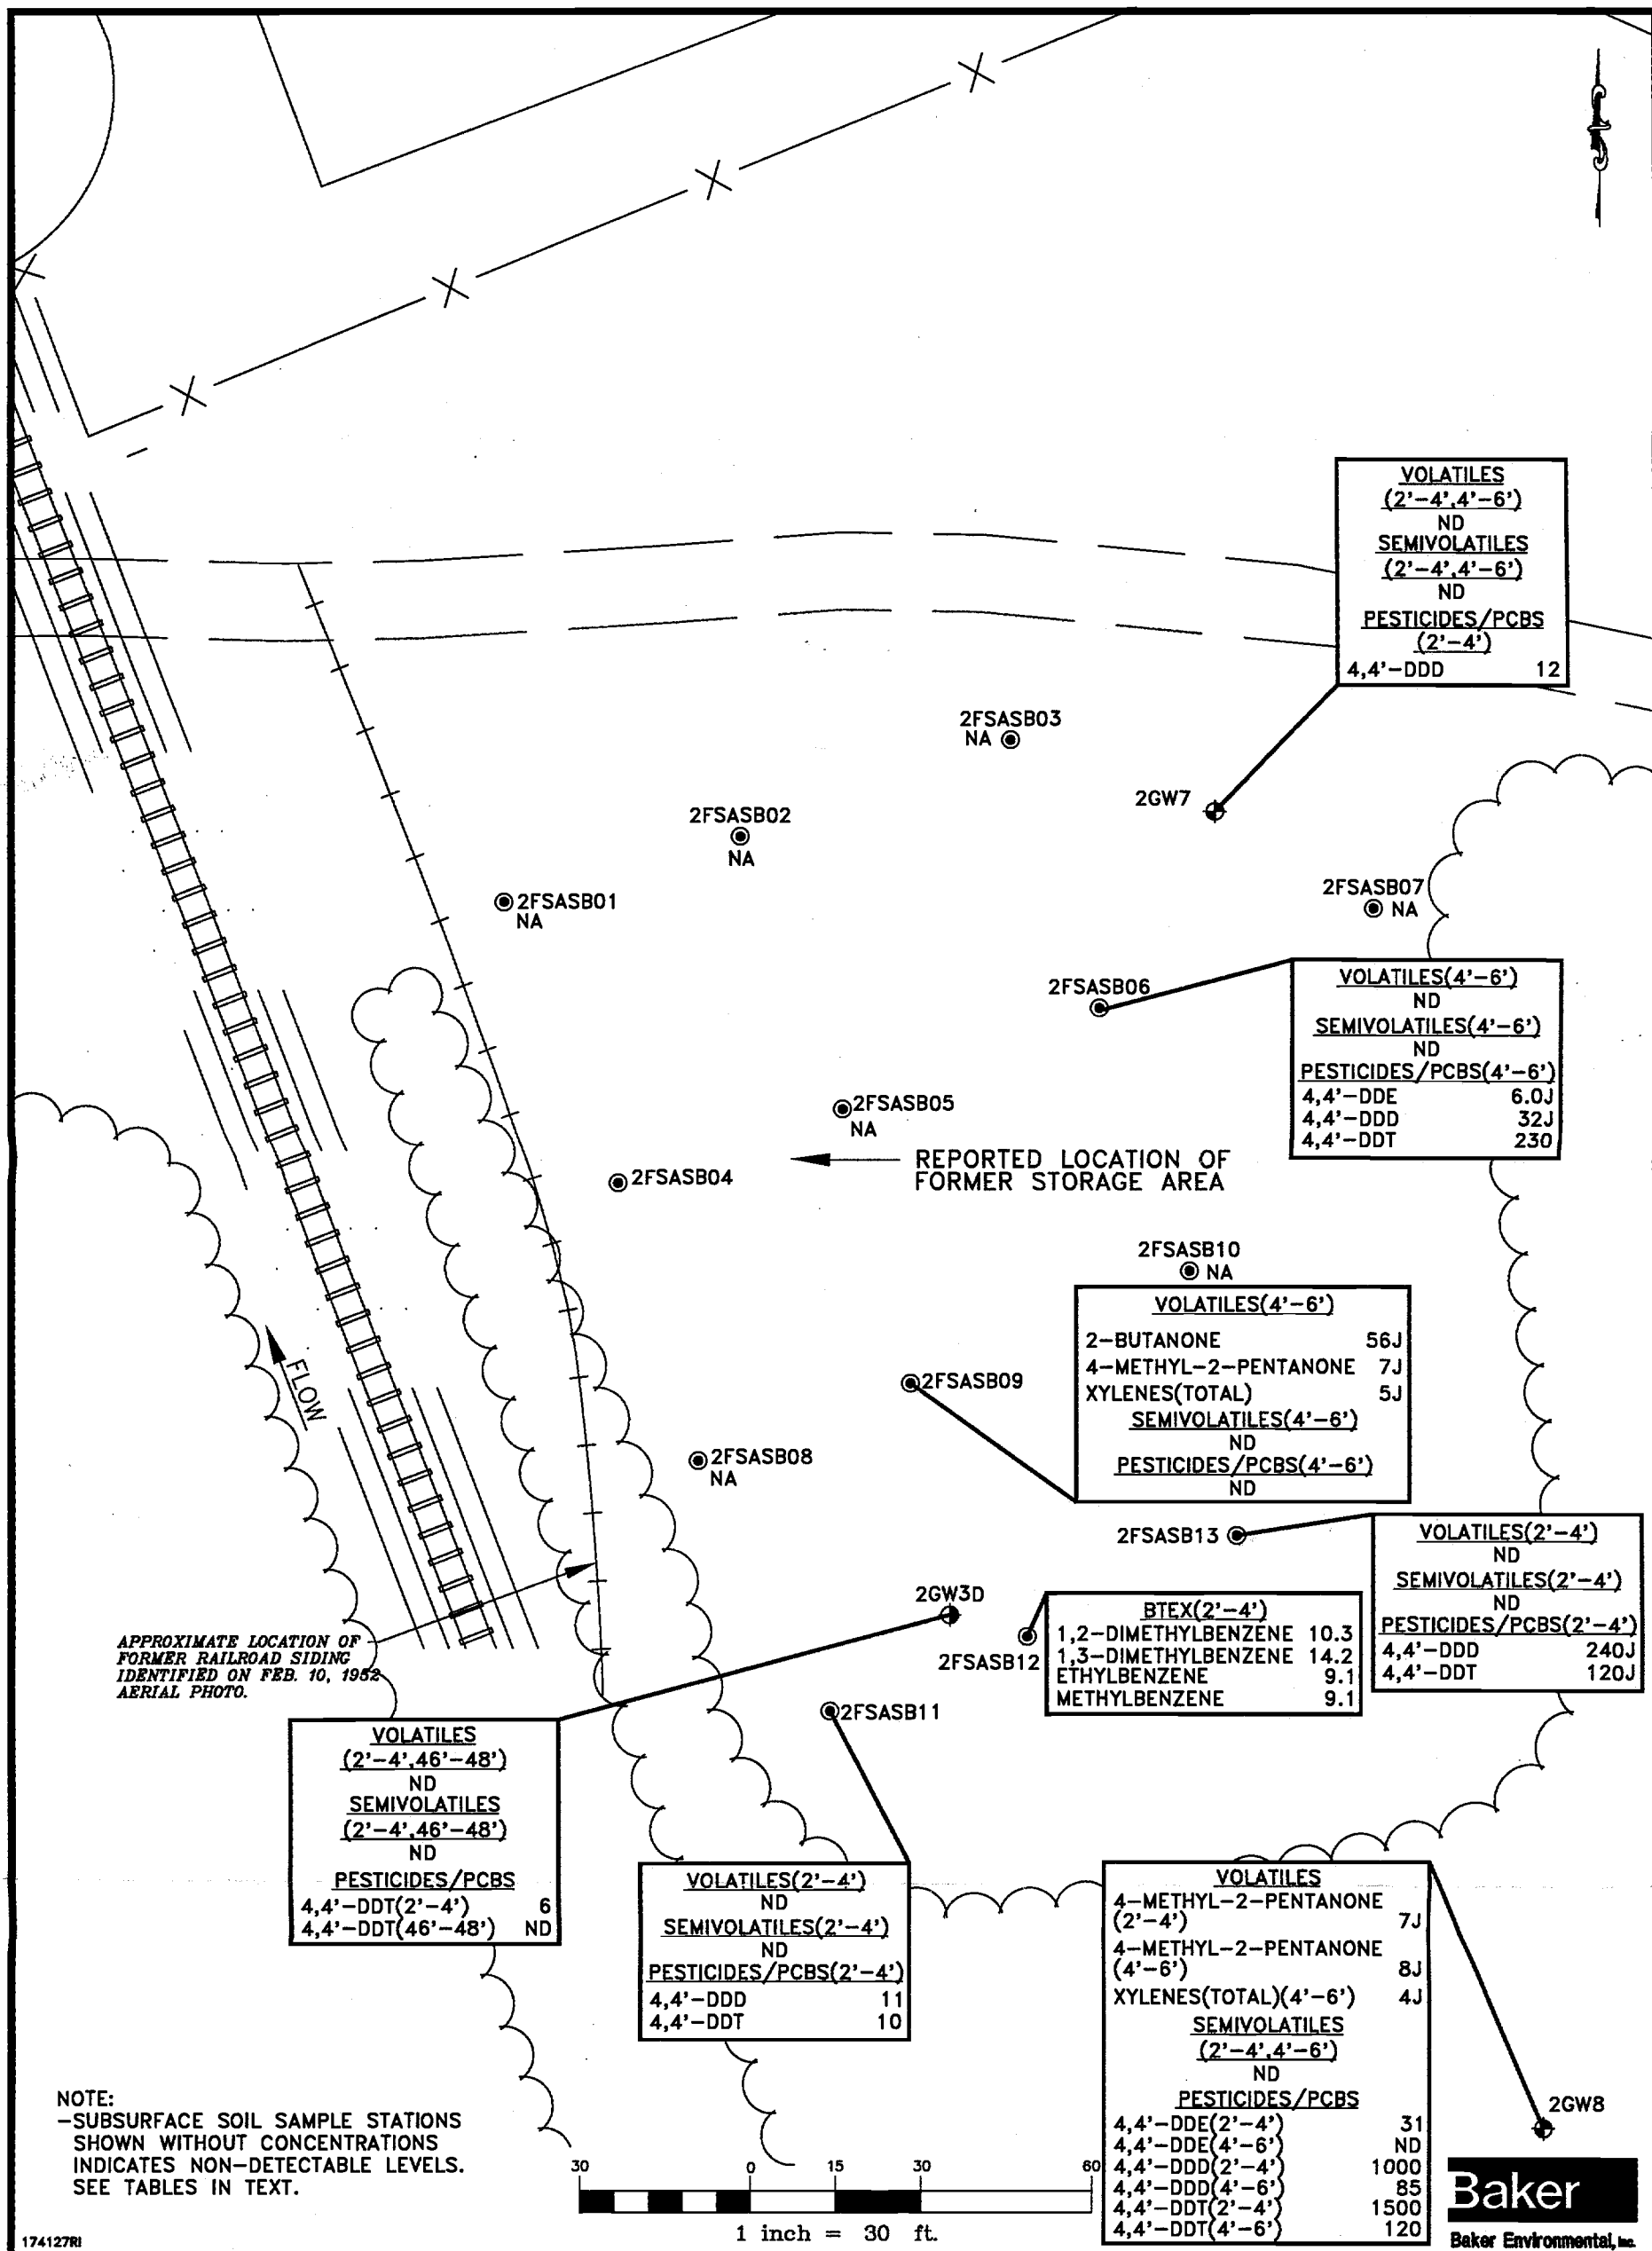 VOLATILES
(2'-4',4'-6')
ND
SEMIVOLATILES
(2'-4',4'-6')
ND
PESTICIDES/PCBS
(2'-4')
4,4'-DDD 12
2FSASB03
NA
2GW7
2FSASB02
NA
2FSASB07
NA
2FSASB01
NA
2FSASB06
VOLATILES(4'-6')
ND
SEMIVOLATILES(4'-6')
ND
PESTICIDES/PCBS(4'-6')
4,4'-DDE 6.0J
4,4'-DDD 32J
4,4'-DDT 230
2FSASB05
NA
REPORTED LOCATION OF
FORMER STORAGE AREA
2FSASB04
2FSASB10
NA
VOLATILES(4'-6')
2-BUTANONE 56J
4-METHYL-2-PENTANONE 7J
XYLENES(TOTAL) 5J
SEMIVOLATILES(4'-6')
ND
PESTICIDES/PCBS(4'-6')
ND
FLOW
2FSASB09
2FSASB08
NA
2FSASB13
VOLATILES(2'-4')
ND
SEMIVOLATILES(2'-4')
ND
PESTICIDES/PCBS(2'-4')
4,4'-DDD 240J
4,4'-DDT 120J
2GW3D
BTEX(2'-4')
1,2-DIMETHYLBENZENE 10.3
1,3-DIMETHYLBENZENE 14.2
ETHYLBENZENE 9.1
METHYLBENZENE 9.1
2FSASB12
APPROXIMATE LOCATION OF
FORMER RAILROAD SIDING
IDENTIFIED ON FEB. 10, 1952
AERIAL PHOTO.
2FSASB11
VOLATILES
(2'-4',46'-48')
ND
SEMIVOLATILES
(2'-4',46'-48')
ND
PESTICIDES/PCBS
4,4'-DDT(2'-4') 6
4,4'-DDT(46'-48') ND
VOLATILES(2'-4')
ND
SEMIVOLATILES(2'-4')
ND
PESTICIDES/PCBS(2'-4')
4,4'-DDD 11
4,4'-DDT 10
VOLATILES
4-METHYL-2-PENTANONE
(2'-4') 7J
4-METHYL-2-PENTANONE
(4'-6') 8J
XYLENES(TOTAL)(4'-6') 4J
SEMIVOLATILES
(2'-4',4'-6')
ND
PESTICIDES/PCBS
4,4'-DDE(2'-4') 31
4,4'-DDE(4'-6') ND
4,4'-DDD(2'-4') 1000
4,4'-DDD(4'-6') 85
4,4'-DDT(2'-4') 1500
4,4'-DDT(4'-6') 120
2GW8
NOTE:
-SUBSURFACE SOIL SAMPLE STATIONS
SHOWN WITHOUT CONCENTRATIONS
INDICATES NON-DETECTABLE LEVELS.
SEE TABLES IN TEXT.
30 0 15 30 60
1 inch = 30 ft.
Baker
Baker Environmental, Inc.
174127RI